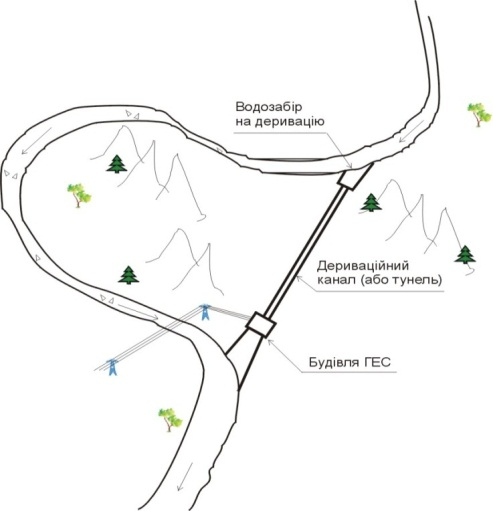 Водозабір
на деривацію
Дериваційний
канал (або тунель)
Будівля ГЕС